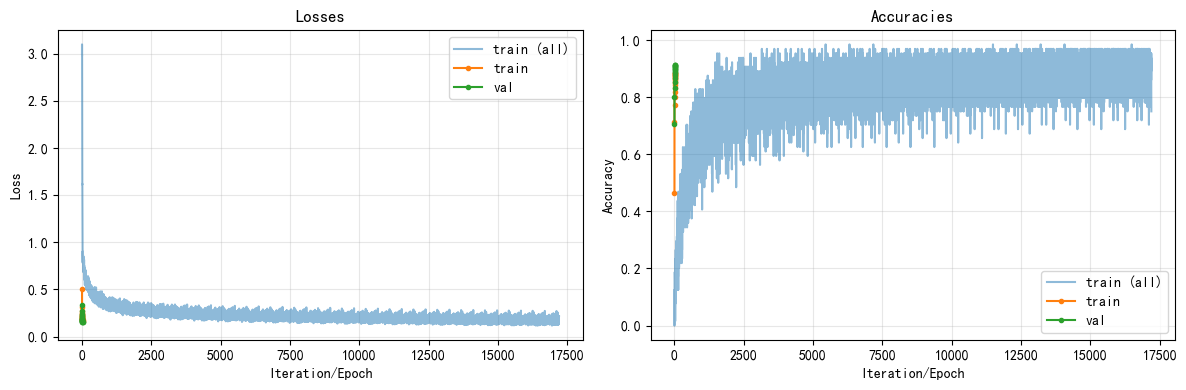 Losses
3.0
2.5
2.0
1.5
1.0
0.5
0.0
Loss
0 2500 5000 7500 10000 12500 15000 17500
Iteration/Epoch
train (all)
train
val
Accuracies
1.0
0.8
0.6
0.4
0.2
0.0
Accuracy
0 2500 5000 7500 10000 12500 15000 17500
Iteration/Epoch
train (all)
train
val